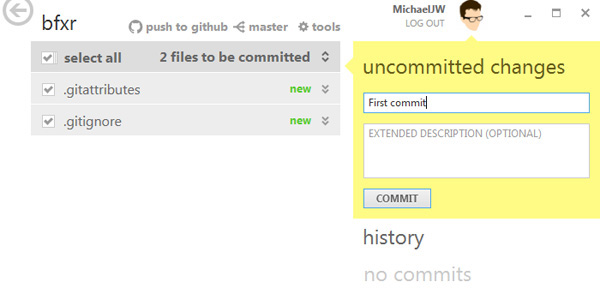 bfxr
push to github master tools
select all 2 files to be committed
.gitattributes new
.gitignore new
MichaelJW
LOG OUT
uncommitted changes
First commit
EXTENDED DESCRIPTION (OPTIONAL)
COMMIT
history
no commits